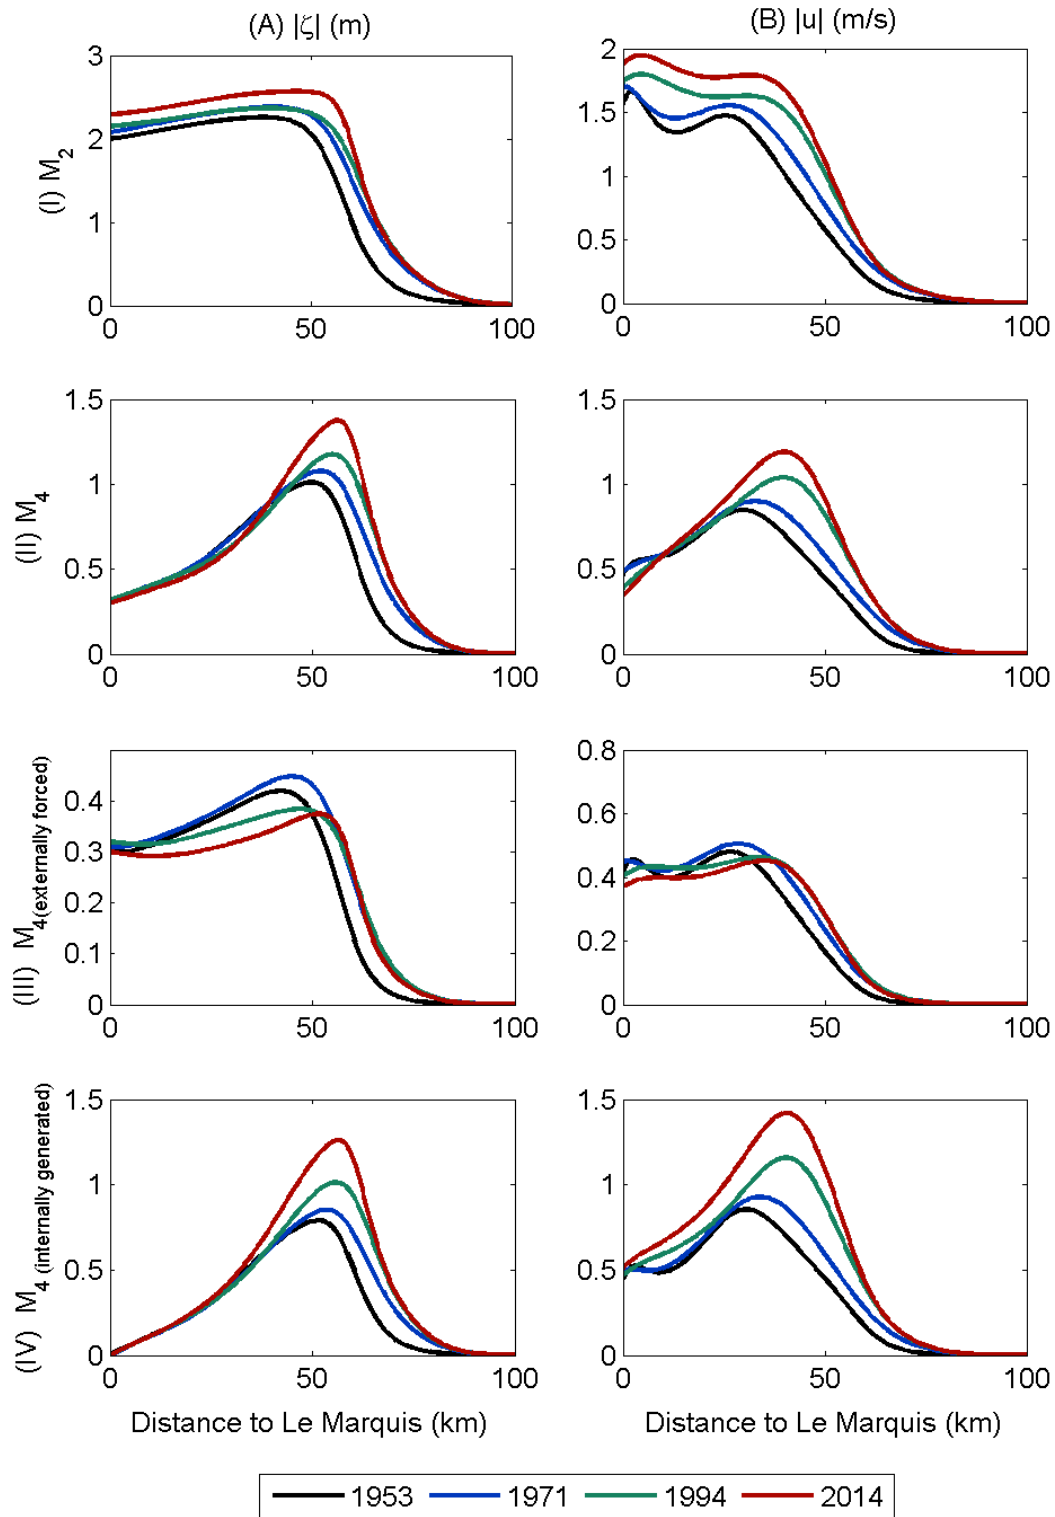 (A) |ζ| (m)
(B) |u| (m/s)
(I) M2
3
2
1
0
0 50 100
2
1.5
1
0.5
0
0 50 100
(II) M4
1.5
1
0.5
0
0 50 100
1.5
1
0.5
0
0 50 100
(III) M4(externally forced)
0.4
0.3
0.2
0.1
0
0 50 100
0.8
0.6
0.4
0.2
0
0 50 100
(IV) M4 (internally generated)
1.5
1
0.5
0
0 50 100
1.5
1
0.5
0
0 50 100
Distance to Le Marquis (km)
Distance to Le Marquis (km)
1953 1971 1994 2014